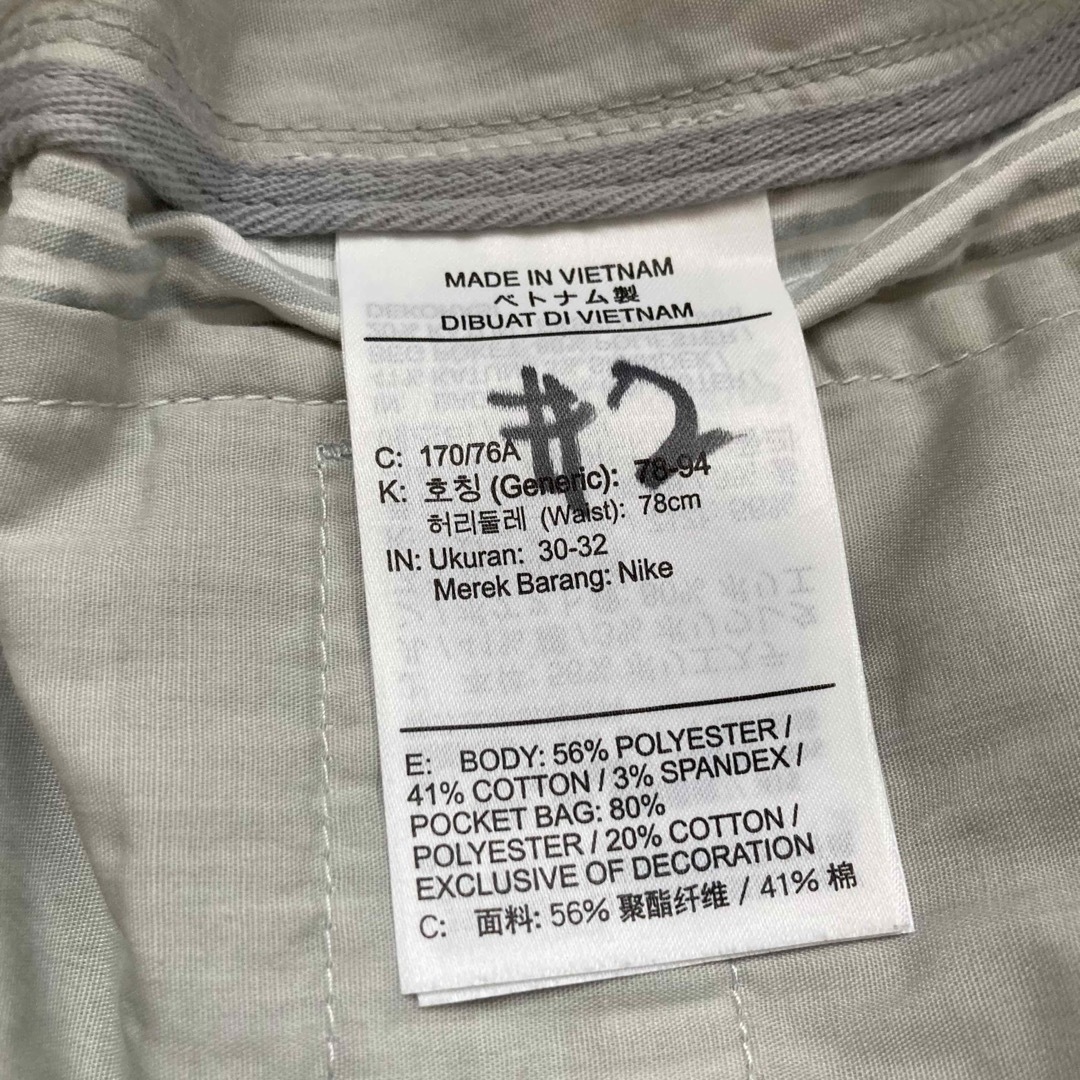 MADE IN VIETNAM
ベトナム製
DIBUAT DI VIETNAM
#2
C: 170/76A
K: 호칭 (Generic): 78-94
허리둘레 (Waist): 78cm
IN: Ukuran: 30-32
Merek Barang: Nike
E: BODY: 56% POLYESTER /
41% COTTON / 3% SPANDEX /
POCKET BAG: 80%
POLYESTER / 20% COTTON /
EXCLUSIVE OF DECORATION
C: 面料: 56% 聚酯纤维 / 41% 棉